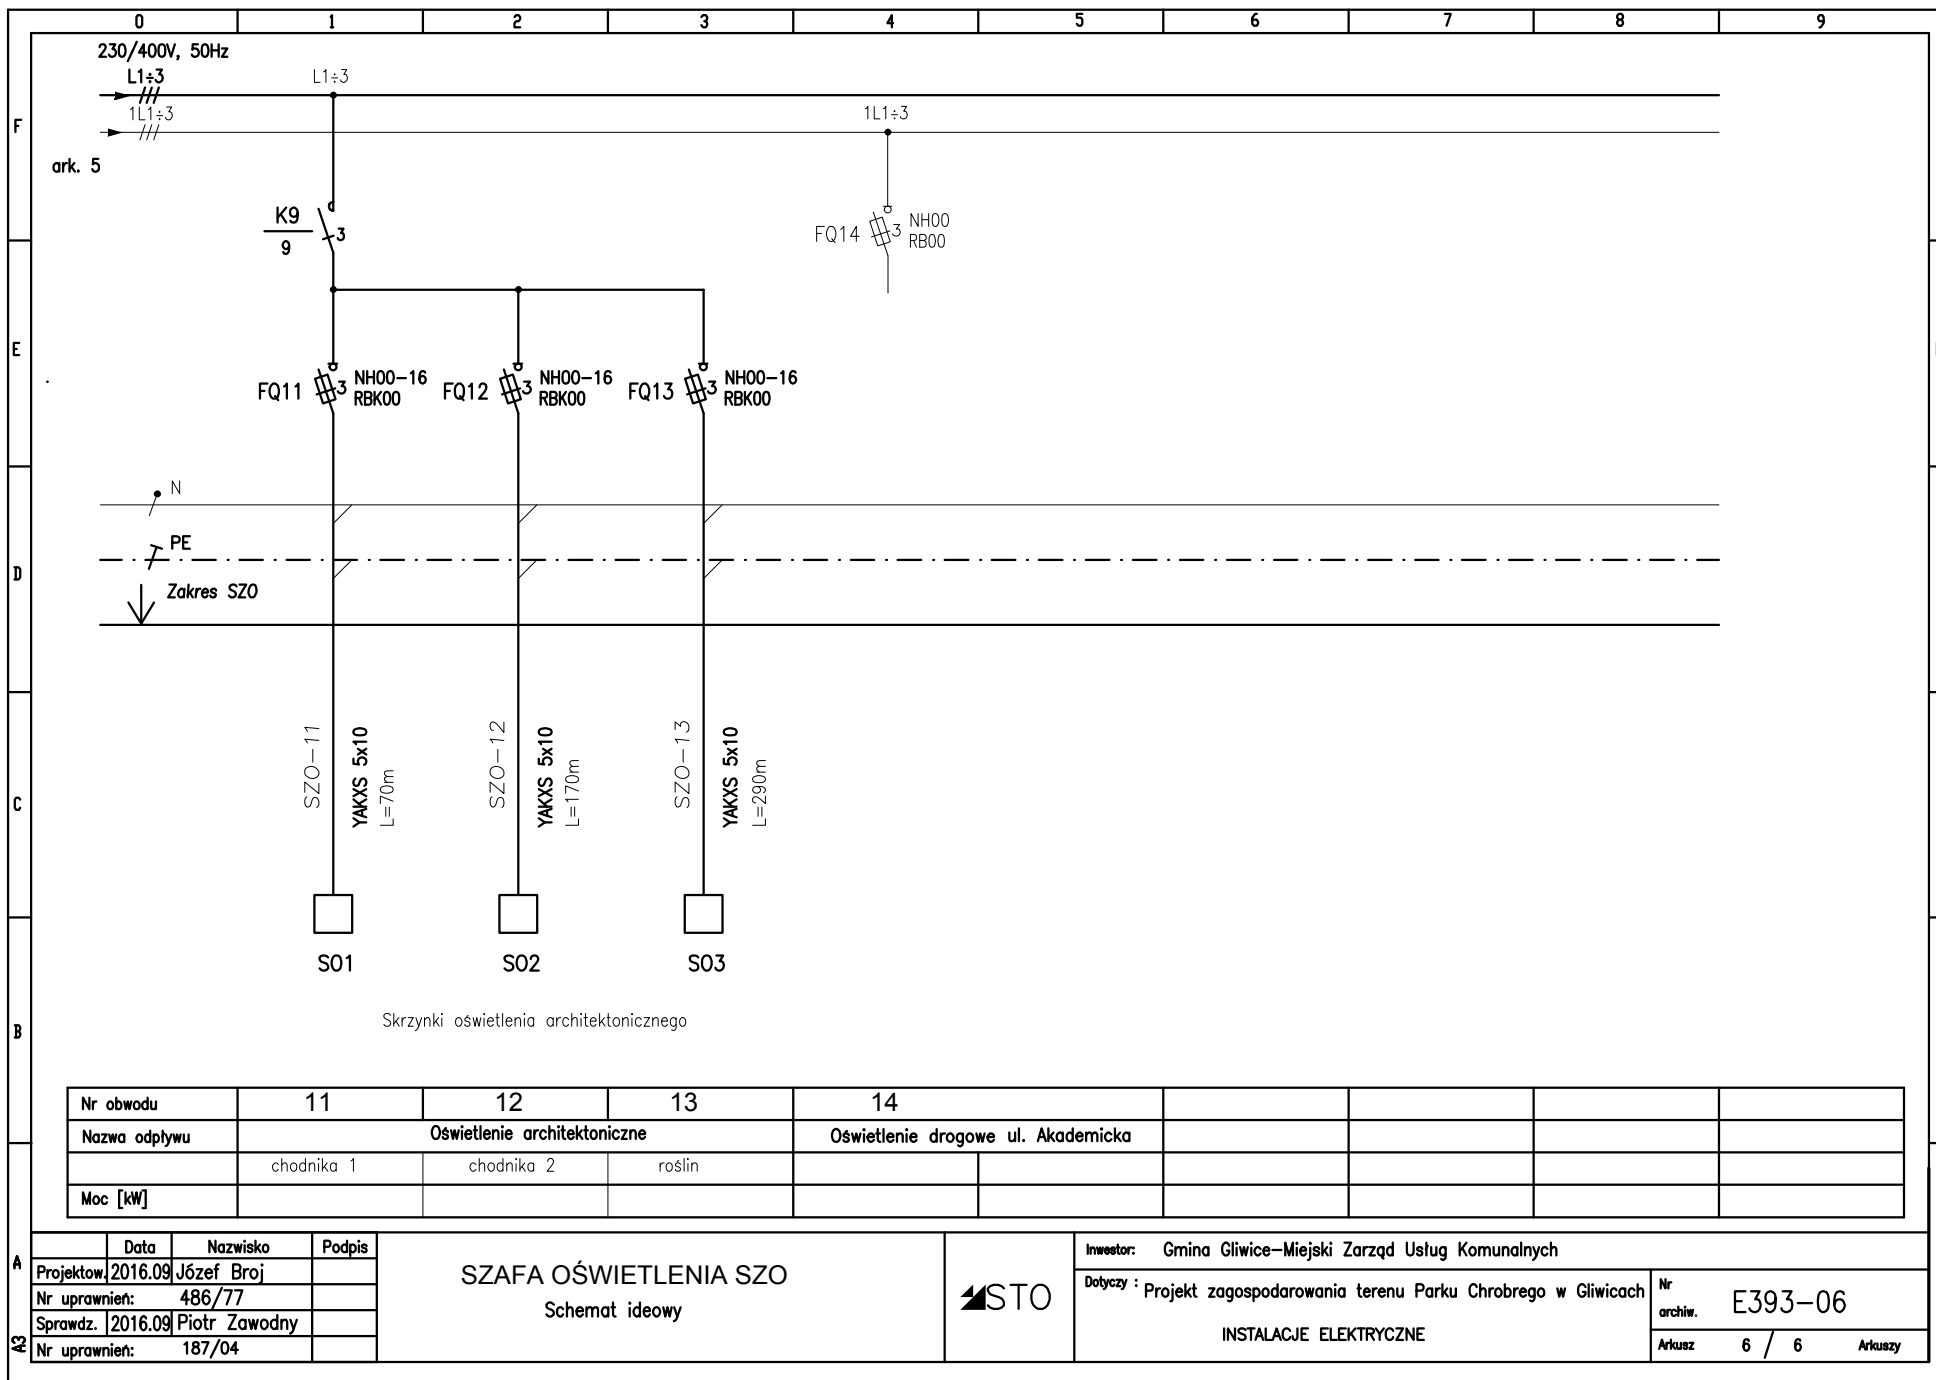 0 1 2 3 4 5 6 7 8 9
230/400V, 50Hz
L1÷3 L1÷3
1L1÷3 1L1÷3
F
ark. 5
K9 3
9
FQ14 3 NH00
RB00
E
FQ11 3 NH00-16
RBK00
FQ12 3 NH00-16
RBK00
FQ13 3 NH00-16
RBK00
N
PE
D
Zakres SZO
C
SZO-11
YAKXS 5x10
L=70m
SZO-12
YAKXS 5x10
L=170m
SZO-13
YAKXS 5x10
L=290m
SO1 SO2 SO3
Skrzynki oświetlenia architektonicznego
B
Nr obwodu 11 12 13 14
Nazwa odpływu Oświetlenie architektoniczne Oświetlenie drogowe ul. Akademicka
chodnika 1 chodnika 2 roślin
Moc [kW]
A
A3
Data Nazwisko Podpis
Projektow. 2016.09 Józef Broj
Nr uprawnień: 486/77
Sprawdz. 2016.09 Piotr Zawodny
Nr uprawnień: 187/04
SZAFA OŚWIETLENIA SZO
Schemat ideowy
STO
Inwestor: Gmina Gliwice-Miejski Zarząd Usług Komunalnych
Dotyczy : Projekt zagospodarowania terenu Parku Chrobrego w Gliwicach
INSTALACJE ELEKTRYCZNE
Nr
archiw. E393-06
Arkusz 6 / 6 Arkuszy